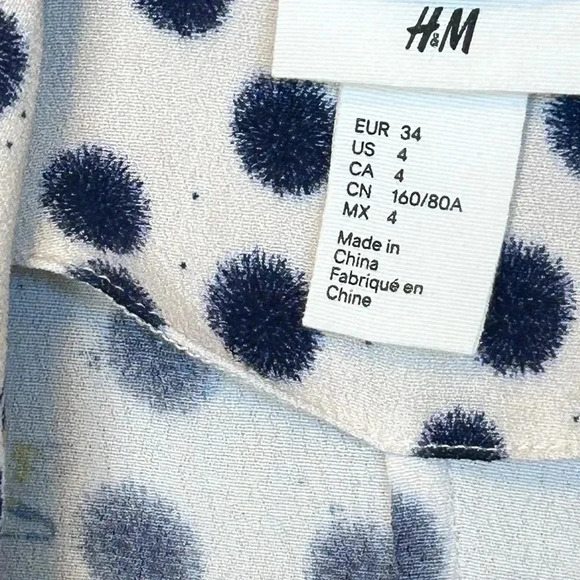 H&M
EUR 34
US 4
CA 4
CN 160/80A
MX 4
Made in
China
Fabriqué en
Chine